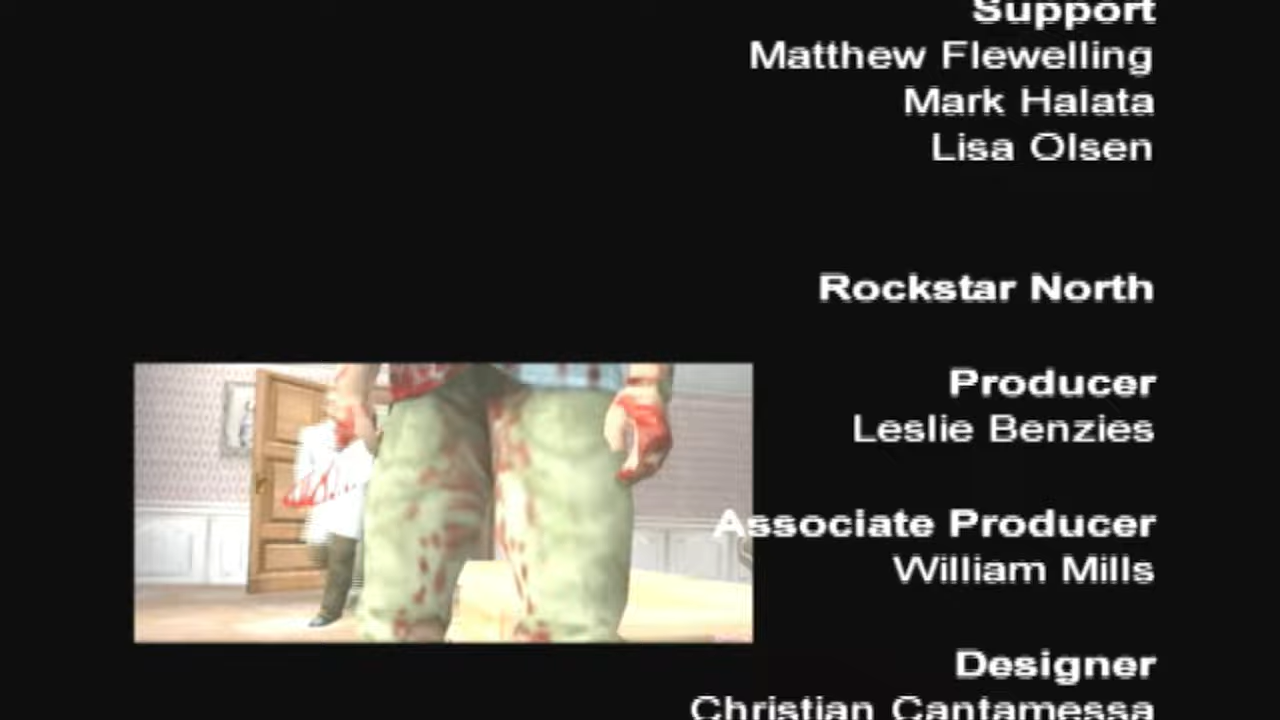 Support
Matthew Flewelling
Mark Halata
Lisa Olsen
Rockstar North
Producer
Leslie Benzies
Associate Producer
William Mills
Designer
Christian Cantamessa